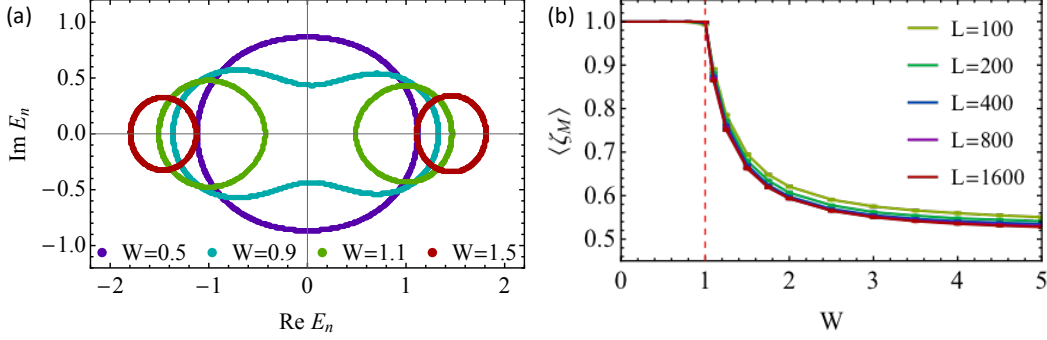 (a)
1.0
0.5
0.0
−0.5
−1.0
Im E_n
W=0.5 W=0.9 W=1.1 W=1.5
−2 −1 0 1 2
Re E_n
(b)
1.0
0.9
0.8
0.7
0.6
0.5
⟨ζ_M⟩
L=100
L=200
L=400
L=800
L=1600
0 1 2 3 4 5
W